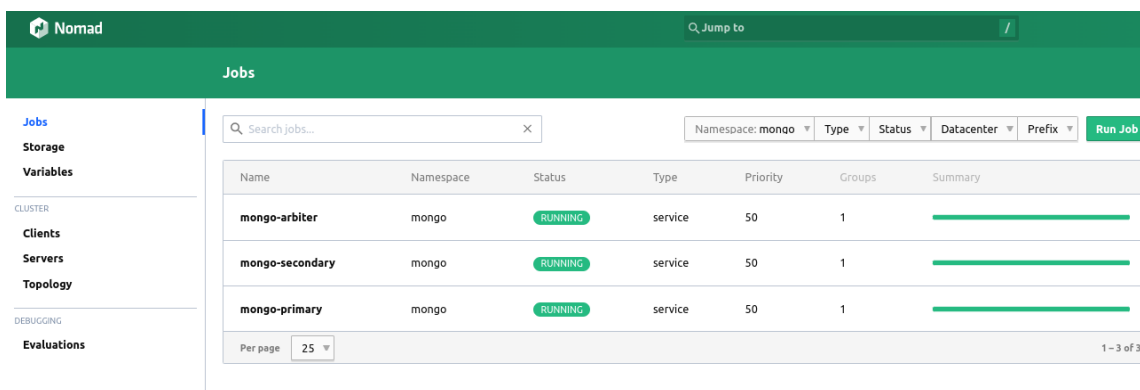 Nomad
Jump to /
Jobs
Jobs
Storage
Variables
CLUSTER
Clients
Servers
Topology
DEBUGGING
Evaluations
Search jobs...
Namespace: mongo Type Status Datacenter Prefix Run Job
Name Namespace Status Type Priority Groups Summary
mongo-arbiter mongo RUNNING service 50 1
mongo-secondary mongo RUNNING service 50 1
mongo-primary mongo RUNNING service 50 1
Per page 25 1–3 of 3